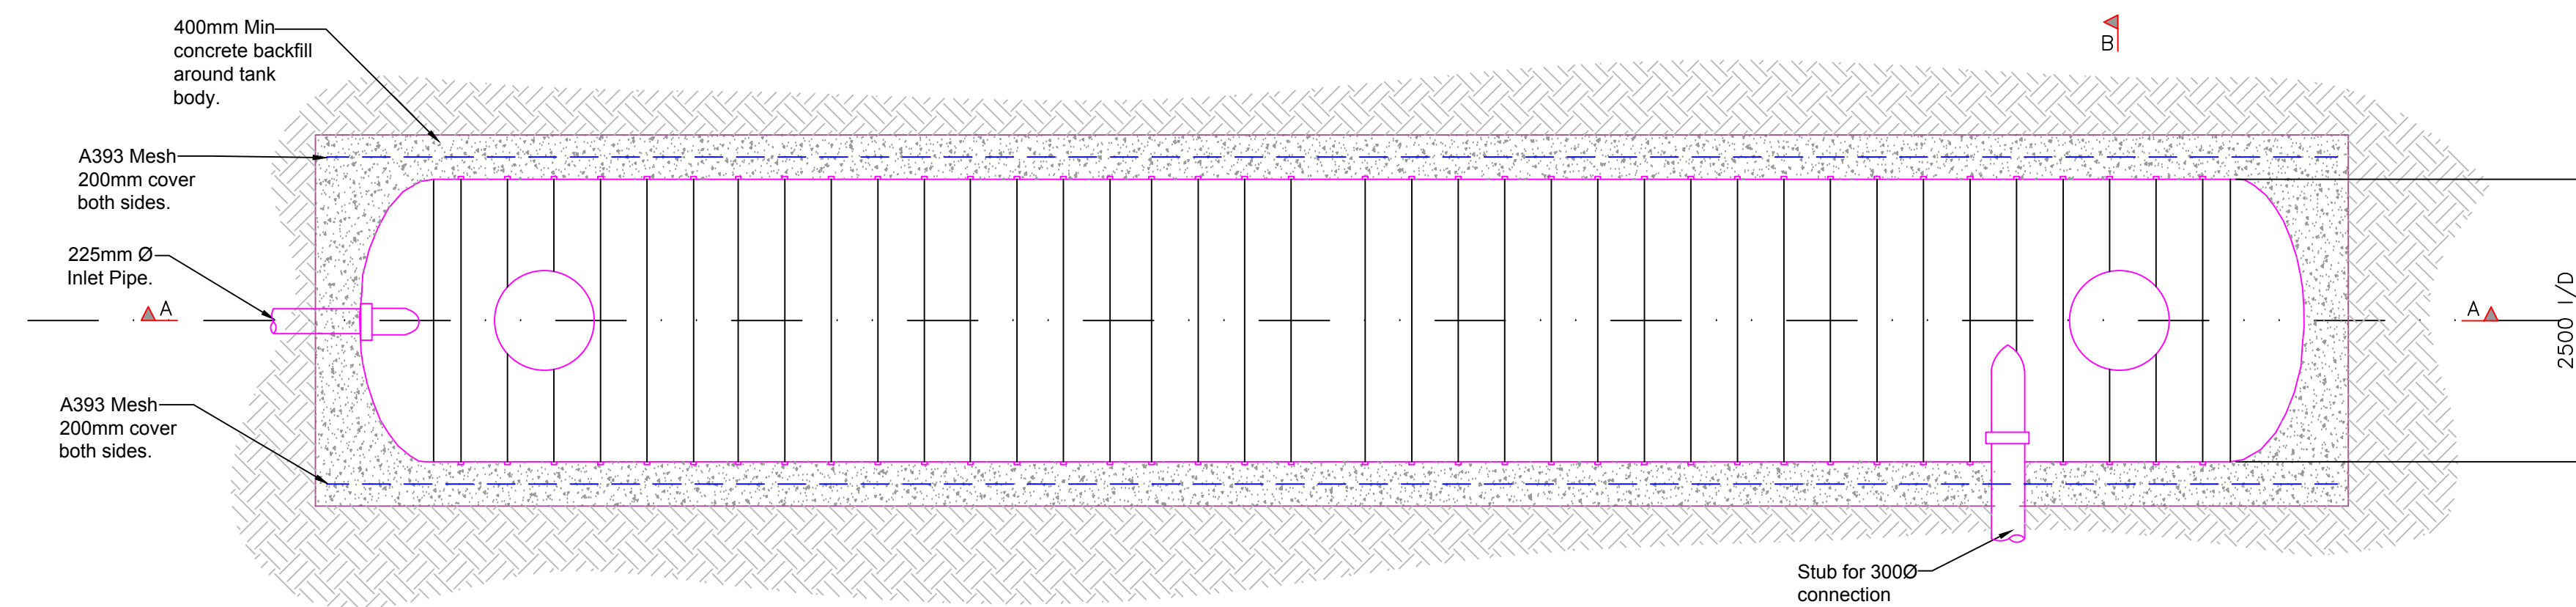 400mm Min
concrete backfill
around tank
body.
B
A393 Mesh
200mm cover
both sides.
225mm Ø
Inlet Pipe.
A
A
2500 I/D
A393 Mesh
200mm cover
both sides.
Stub for 300Ø
connection